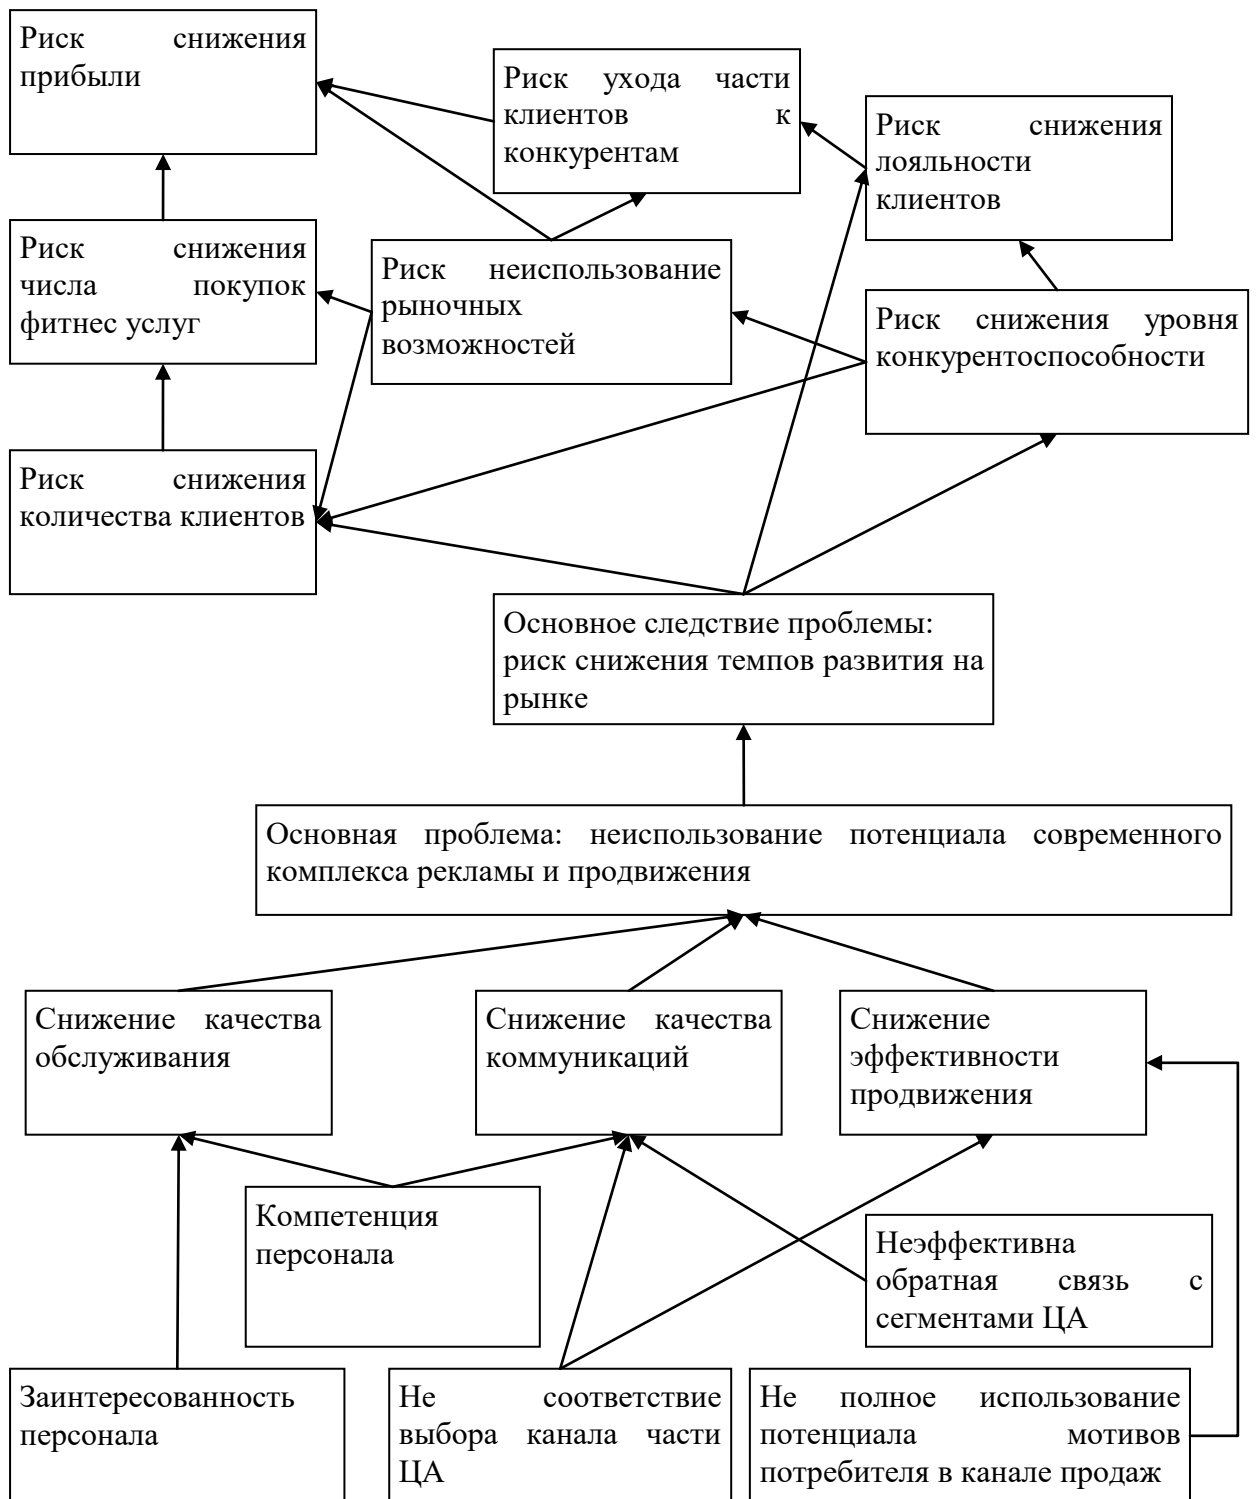 Риск снижения
прибыли
Риск ухода части
клиентов к
конкурентам
Риск снижения
лояльности
клиентов
Риск снижения
числа покупок
фитнес услуг
Риск неиспользование
рыночных
возможностей
Риск снижения уровня
конкурентоспособности
Риск снижения
количества клиентов
Основное следствие проблемы:
риск снижения темпов развития на
рынке
Основная проблема: неиспользование потенциала современного
комплекса рекламы и продвижения
Снижение качества
обслуживания
Снижение качества
коммуникаций
Снижение
эффективности
продвижения
Компетенция
персонала
Неэффективна
обратная связь с
сегментами ЦА
Заинтересованность
персонала
Не соответствие
выбора канала части
ЦА
Не полное использование
потенциала мотивов
потребителя в канале продаж